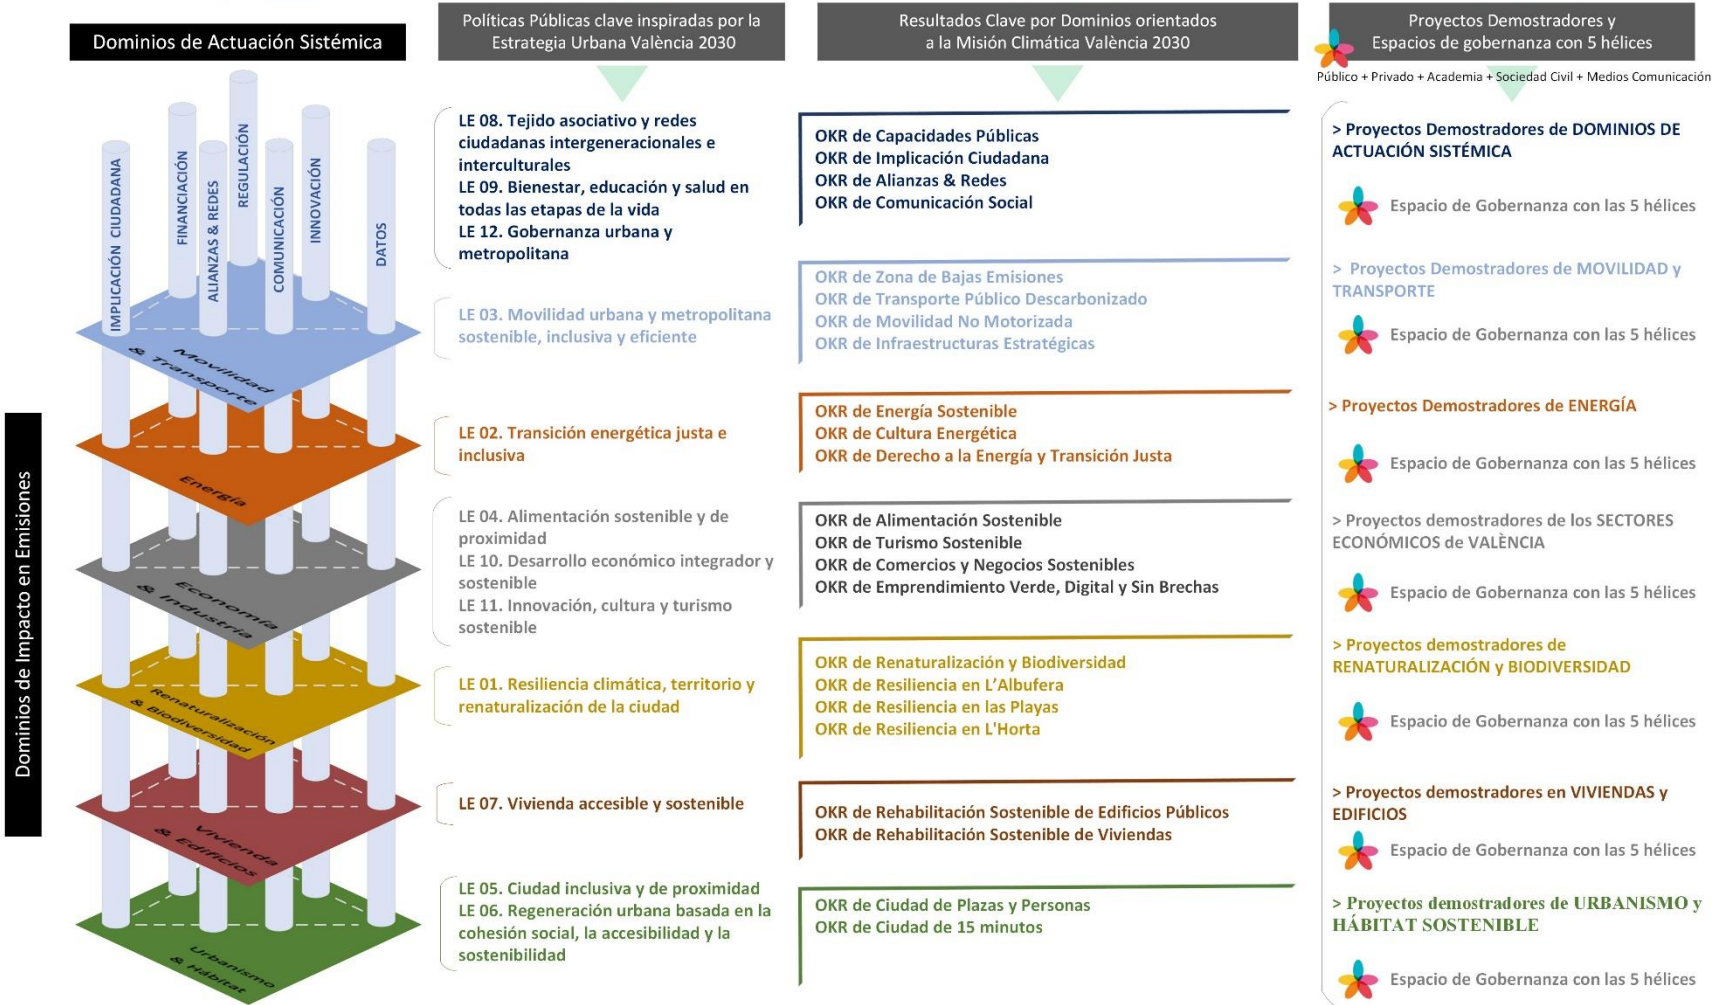 Dominios de Actuación Sistémica
Políticas Públicas clave inspiradas por la
Estrategia Urbana València 2030
Resultados Clave por Dominios orientados
a la Misión Climática València 2030
Proyectos Demostradores y
Espacios de gobernanza con 5 hélices
Público + Privado + Academia + Sociedad Civil + Medios Comunicación
IMPLICACIÓN CIUDADANA
FINANCIACIÓN
ALIANZAS & REDES
REGULACIÓN
COMUNICACIÓN
INNOVACIÓN
DATOS
LE 08. Tejido asociativo y redes
ciudadanas intergeneracionales e
interculturales
LE 09. Bienestar, educación y salud en
todas las etapas de la vida
LE 12. Gobernanza urbana y
metropolitana
OKR de Capacidades Públicas
OKR de Implicación Ciudadana
OKR de Alianzas & Redes
OKR de Comunicación Social
> Proyectos Demostradores de DOMINIOS DE
ACTUACIÓN SISTÉMICA
Espacio de Gobernanza con las 5 hélices
Dominios de Impacto en Emisiones
Movilidad
& Transporte
LE 03. Movilidad urbana y metropolitana
sostenible, inclusiva y eficiente
OKR de Zona de Bajas Emisiones
OKR de Transporte Público Descarbonizado
OKR de Movilidad No Motorizada
OKR de Infraestructuras Estratégicas
> Proyectos Demostradores de MOVILIDAD y
TRANSPORTE
Espacio de Gobernanza con las 5 hélices
Energía
LE 02. Transición energética justa e
inclusiva
OKR de Energía Sostenible
OKR de Cultura Energética
OKR de Derecho a la Energía y Transición Justa
> Proyectos Demostradores de ENERGÍA
Espacio de Gobernanza con las 5 hélices
Economía
& Industria
LE 04. Alimentación sostenible y de
proximidad
LE 10. Desarrollo económico integrador y
sostenible
LE 11. Innovación, cultura y turismo
sostenible
OKR de Alimentación Sostenible
OKR de Turismo Sostenible
OKR de Comercios y Negocios Sostenibles
OKR de Emprendimiento Verde, Digital y Sin Brechas
> Proyectos demostradores de los SECTORES
ECONÓMICOS de VALÈNCIA
Espacio de Gobernanza con las 5 hélices
Renaturalización
& Biodiversidad
LE 01. Resiliencia climática, territorio y
renaturalización de la ciudad
OKR de Renaturalización y Biodiversidad
OKR de Resiliencia en L’Albufera
OKR de Resiliencia en las Playas
OKR de Resiliencia en L'Horta
> Proyectos demostradores de
RENATURALIZACIÓN y BIODIVERSIDAD
Espacio de Gobernanza con las 5 hélices
Vivienda
& Edificios
LE 07. Vivienda accesible y sostenible
OKR de Rehabilitación Sostenible de Edificios Públicos
OKR de Rehabilitación Sostenible de Viviendas
> Proyectos demostradores en VIVIENDAS y
EDIFICIOS
Espacio de Gobernanza con las 5 hélices
Urbanismo
& Hábitat
LE 05. Ciudad inclusiva y de proximidad
LE 06. Regeneración urbana basada en la
cohesión social, la accesibilidad y la
sostenibilidad
OKR de Ciudad de Plazas y Personas
OKR de Ciudad de 15 minutos
> Proyectos demostradores de URBANISMO y
HÁBITAT SOSTENIBLE
Espacio de Gobernanza con las 5 hélices